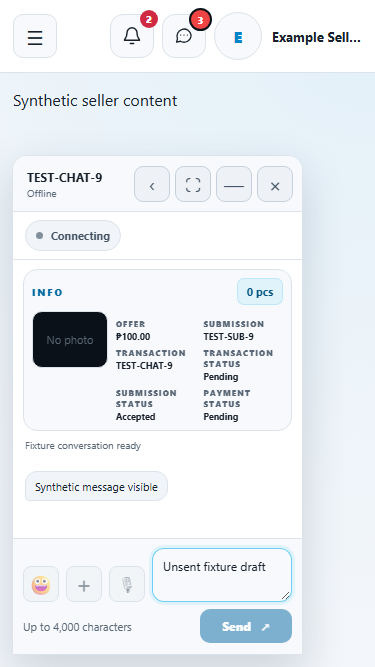 2
3
E
Example Sell...
Synthetic seller content
TEST-CHAT-9
Offline
Connecting
INFO
0 pcs
No photo
OFFER
₱100.00
SUBMISSION
TEST-SUB-9
TRANSACTION
TEST-CHAT-9
TRANSACTION
STATUS
Pending
SUBMISSION
STATUS
Accepted
PAYMENT
STATUS
Pending
Fixture conversation ready
Synthetic message visible
Unsent fixture draft
Up to 4,000 characters
Send ↗